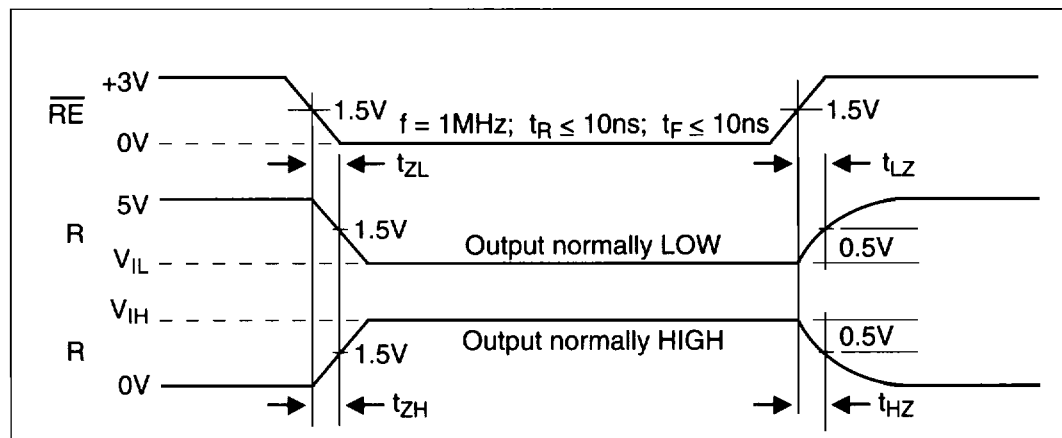 +3V
RE
1.5V
f = 1MHz; tR ≤ 10ns; tF ≤ 10ns
1.5V
0V
tZL
tLZ
5V
R
1.5V
Output normally LOW
0.5V
VIL
VIH
R
1.5V
Output normally HIGH
0.5V
0V
tZH
tHZ